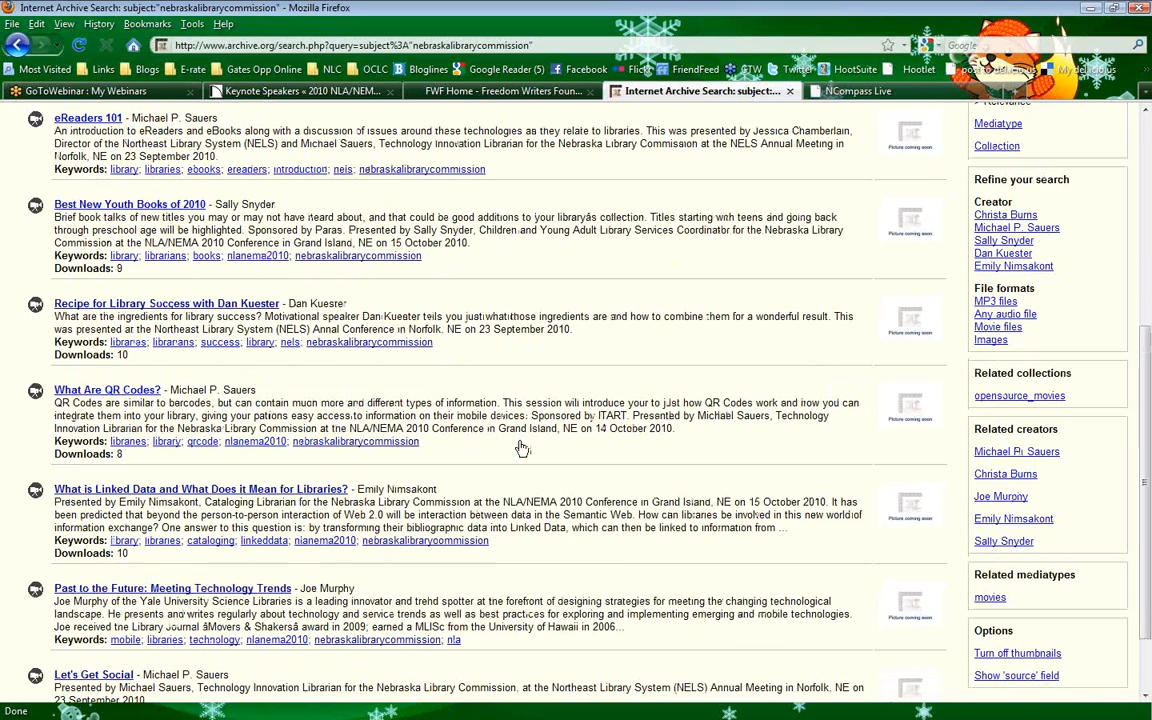 Internet Archive Search: subject:"nebraskalibrarycommission" - Mozilla Firefox
File Edit View History Bookmarks Tools Help
http://www.archive.org/search.php?query=subject%3A"nebraskalibrarycommission"
Google
Most Visited Links Blogs E-rate Gates Opp Online NLC OCLC Bloglines Google Reader (5) Facebook Flickr FriendFeed GTW Twitter HootSuite Hootlet post to delicious My delicious
GoToWebinar : My Webinars Keynote Speakers « 2010 NLA/NEM... FWF Home - Freedom Writers Foun... Internet Archive Search: subject:... NCompass Live
> Relevance
Mediatype
Collection
eReaders 101 - Michael P. Sauers
An introduction to eReaders and eBooks along with a discussion of issues around these technologies as they relate to libraries. This was presented by Jessica Chamberlain,
Director of the Northeast Library System (NELS) and Michael Sauers, Technology Innovation Librarian for the Nebraska Library Commission at the NELS Annual Meeting in
Norfolk, NE on 23 September 2010.
Keywords: library; libraries; ebooks; ereaders; introduction; nels; nebraskalibrarycommission
Picture coming soon
Best New Youth Books of 2010 - Sally Snyder
Brief book talks of new titles you may or may not have heard about, and that could be good additions to your libraryâs collection. Titles starting with teens and going back
through preschool age will be highlighted. Sponsored by Paras. Presented by Sally Snyder, Children and Young Adult Library Services Coordinator for the Nebraska Library
Commission at the NLA/NEMA 2010 Conference in Grand Island, NE on 15 October 2010.
Keywords: library; librarians; books; nlanema2010; nebraskalibrarycommission
Downloads: 9
Picture coming soon
Recipe for Library Success with Dan Kuester - Dan Kuester
What are the ingredients for library success? Motivational speaker Dan Kuester tells you just what those ingredients are and how to combine them for a wonderful result. This
was presented at the Northeast Library System (NELS) Annal Conference in Norfolk, NE on 23 September 2010.
Keywords: libraries; librarians; success; library; nels; nebraskalibrarycommission
Downloads: 10
Picture coming soon
What Are QR Codes? - Michael P. Sauers
QR Codes are similar to barcodes, but can contain much more and different types of information. This session will introduce your to just how QR Codes work and how you can
integrate them into your library, giving your patrons easy access to information on their mobile devices. Sponsored by ITART. Presented by Michael Sauers, Technology
Innovation Librarian for the Nebraska Library Commission at the NLA/NEMA 2010 Conference in Grand Island, NE on 14 October 2010.
Keywords: libraries; library; qrcode; nlanema2010; nebraskalibrarycommission
Downloads: 8
Picture coming soon
What is Linked Data and What Does it Mean for Libraries? - Emily Nimsakont
Presented by Emily Nimsakont, Cataloging Librarian for the Nebraska Library Commission at the NLA/NEMA 2010 Conference in Grand Island, NE on 15 October 2010. It has
been predicted that beyond the person-to-person interaction of Web 2.0 will be interaction between data in the Semantic Web. How can libraries be involved in this new world of
information exchange? One answer to this question is: by transforming their bibliographic data into Linked Data, which can then be linked to information from ...
Keywords: library; libraries; cataloging; linkeddata; nlanema2010; nebraskalibrarycommission
Downloads: 10
Picture coming soon
Past to the Future: Meeting Technology Trends - Joe Murphy
Joe Murphy of the Yale University Science Libraries is a leading innovator and trend spotter at the forefront of designing strategies for meeting the changing technological
landscape. He presents and writes regularly about technology and service trends as well as best practices for exploring and implementing emerging and mobile technologies.
Joe received the Library Journal âMovers & Shakersâ award in 2009; earned a MLISc from the University of Hawaii in 2006...
Keywords: mobile; libraries; technology; nlanema2010; nebraskalibrarycommission; nla
Picture coming soon
Let's Get Social - Michael P. Sauers
Presented by Michael Sauers, Technology Innovation Librarian for the Nebraska Library Commission, at the Northeast Library System (NELS) Annual Meeting in Norfolk, NE on
23 September 2010.
Refine your search
Creator
Christa Burns
Michael P. Sauers
Sally Snyder
Dan Kuester
Emily Nimsakont
File formats
MP3 files
Any audio file
Movie files
Images
Related collections
opensource_movies
Related creators
Michael P. Sauers
Christa Burns
Joe Murphy
Emily Nimsakont
Sally Snyder
Related mediatypes
movies
Options
Turn off thumbnails
Show 'source' field
Done